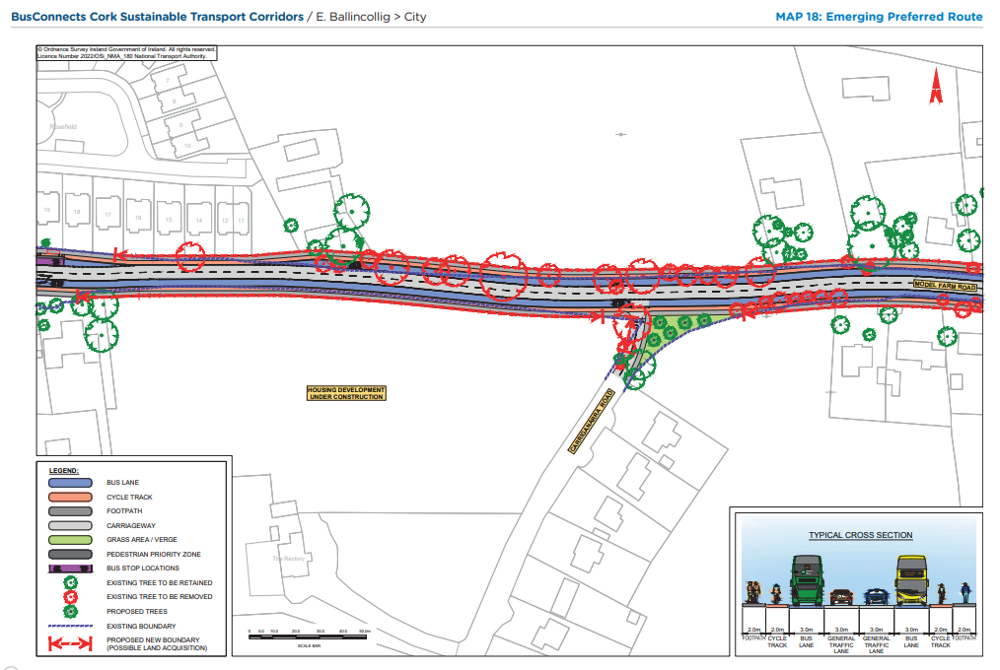 BusConnects Cork Sustainable Transport Corridors / E. Ballincollig > City
MAP 18: Emerging Preferred Route
© Ordnance Survey Ireland Government of Ireland. All rights reserved.
Licence Number 2022/OSi_NMA_180 National Transport Authority
7
8
Rosefield
9
10
19
18
17
16
15
14
12
11
MODEL FARM ROAD
HOUSING DEVELOPMENT
UNDER CONSTRUCTION
CARRIGANARRA ROAD
The Rectory
LEGEND:
BUS LANE
CYCLE TRACK
FOOTPATH
CARRIAGEWAY
GRASS AREA / VERGE
PEDESTRIAN PRIORITY ZONE
BUS STOP LOCATIONS
EXISTING TREE TO BE RETAINED
EXISTING TREE TO BE REMOVED
PROPOSED TREES
EXISTING BOUNDARY
PROPOSED NEW BOUNDARY
(POSSIBLE LAND ACQUISITION)
0 5.0 10.0 20.0 30.0 40.0 50.0m
SCALE BAR
TYPICAL CROSS SECTION
2.0m 2.0m 3.0m 3.0m 3.0m 3.0m 2.0m 2.0m
FOOTPATH CYCLE TRACK BUS LANE GENERAL TRAFFIC LANE GENERAL TRAFFIC LANE BUS LANE CYCLE TRACK FOOTPATH